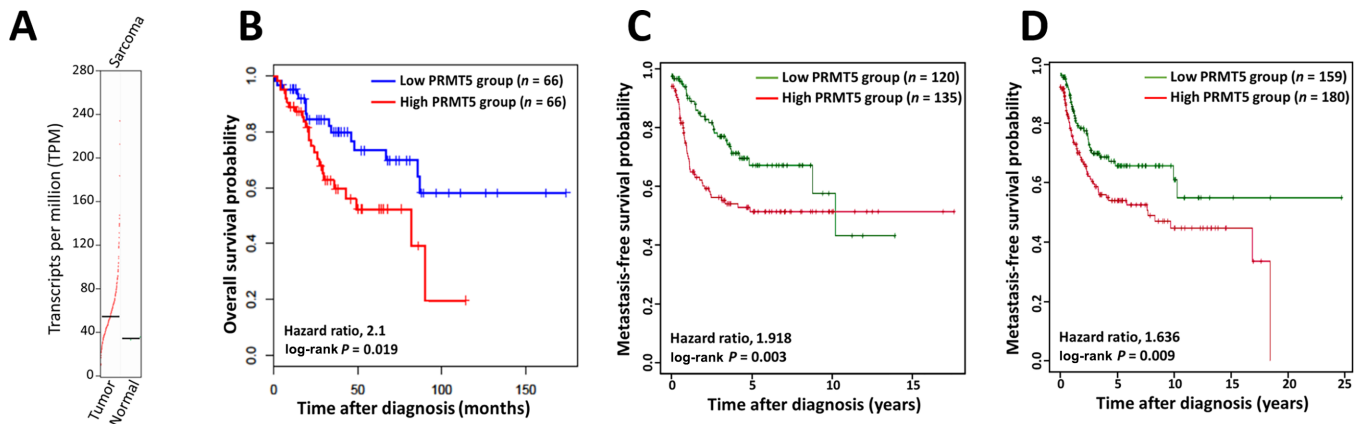 A
Sarcoma
Transcripts per million (TPM)
280
240
200
160
120
80
40
0
Tumor
Normal
B
Overall survival probability
1.0
0.8
0.6
0.4
0.2
0.0
Low PRMT5 group (n = 66)
High PRMT5 group (n = 66)
Hazard ratio, 2.1
log-rank P = 0.019
0 50 100 150
Time after diagnosis (months)
C
Metastasis-free survival probability
1.0
0.8
0.6
0.4
0.2
0.0
Low PRMT5 group (n = 120)
High PRMT5 group (n = 135)
Hazard ratio, 1.918
log-rank P = 0.003
0 5 10 15
Time after diagnosis (years)
D
Metastasis-free survival probability
1.0
0.8
0.6
0.4
0.2
0.0
Low PRMT5 group (n = 159)
High PRMT5 group (n = 180)
Hazard ratio, 1.636
log-rank P = 0.009
0 5 10 15 20 25
Time after diagnosis (years)